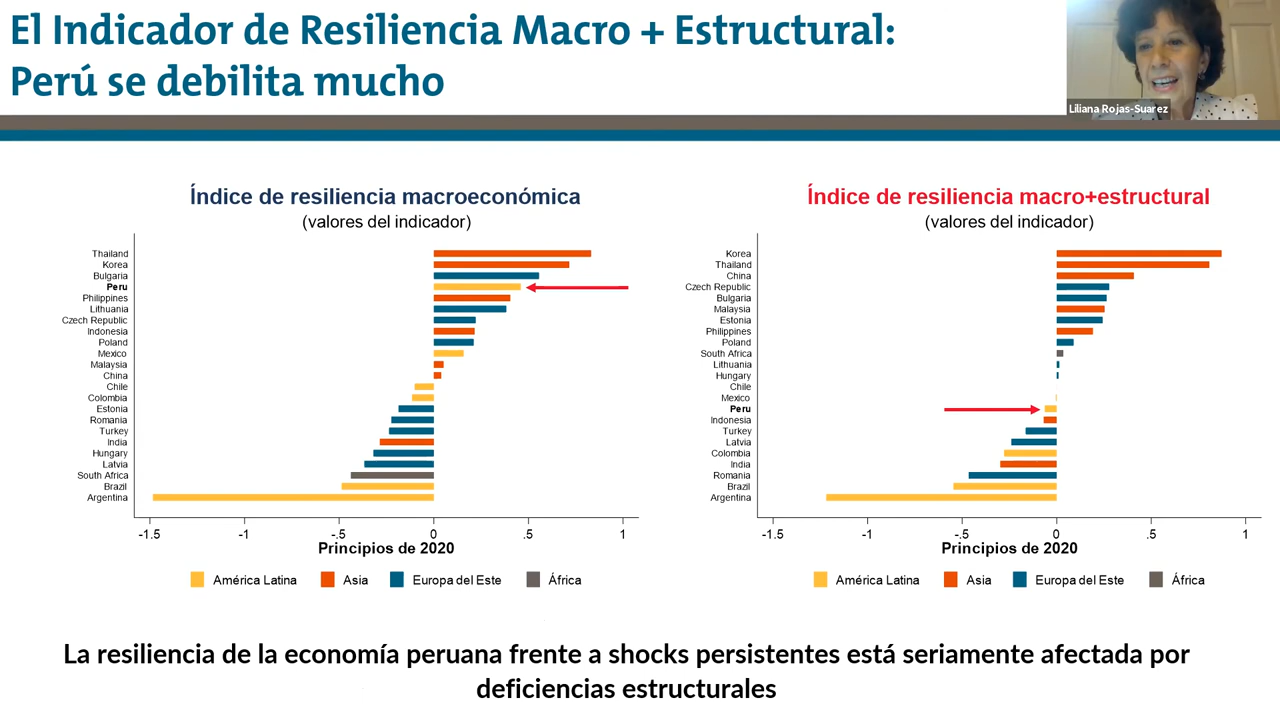 El Indicador de Resiliencia Macro + Estructural:
Perú se debilita mucho
Liliana Rojas-Suarez
Índice de resiliencia macroeconómica
(valores del indicador)
Thailand
Korea
Bulgaria
Peru
Philippines
Lithuania
Czech Republic
Indonesia
Poland
Mexico
Malaysia
China
Chile
Colombia
Estonia
Romania
Turkey
India
Hungary
Latvia
South Africa
Brazil
Argentina
-1.5 -1 -.5 0 .5 1
Principios de 2020
América Latina Asia Europa del Este África
Índice de resiliencia macro+estructural
(valores del indicador)
Korea
Thailand
China
Czech Republic
Bulgaria
Malaysia
Estonia
Philippines
Poland
South Africa
Lithuania
Hungary
Chile
Mexico
Peru
Indonesia
Turkey
Latvia
Colombia
India
Romania
Brazil
Argentina
-1.5 -1 -.5 0 .5 1
Principios de 2020
América Latina Asia Europa del Este África
La resiliencia de la economía peruana frente a shocks persistentes está seriamente afectada por
deficiencias estructurales